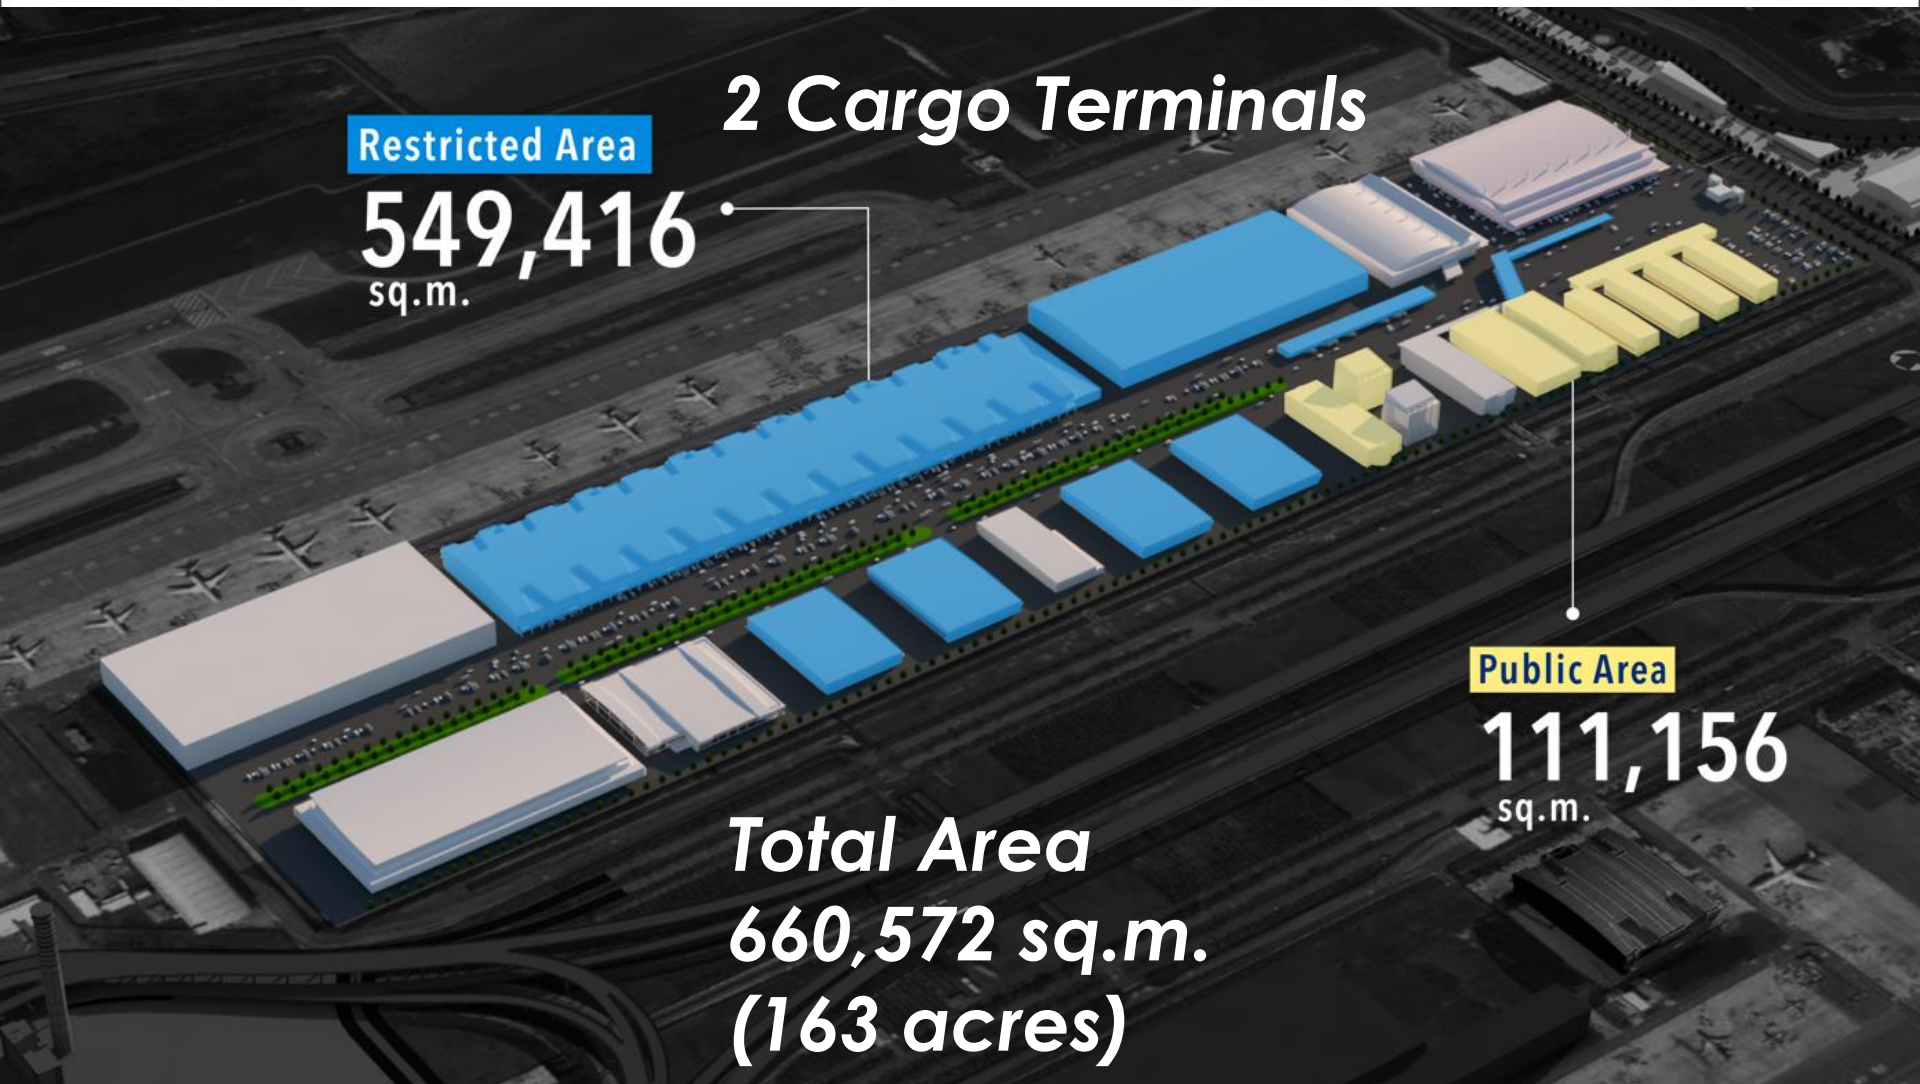 2 Cargo Terminals
Restricted Area
549,416
sq.m.
Public Area
111,156
sq.m.
Total Area
660,572 sq.m.
(163 acres)